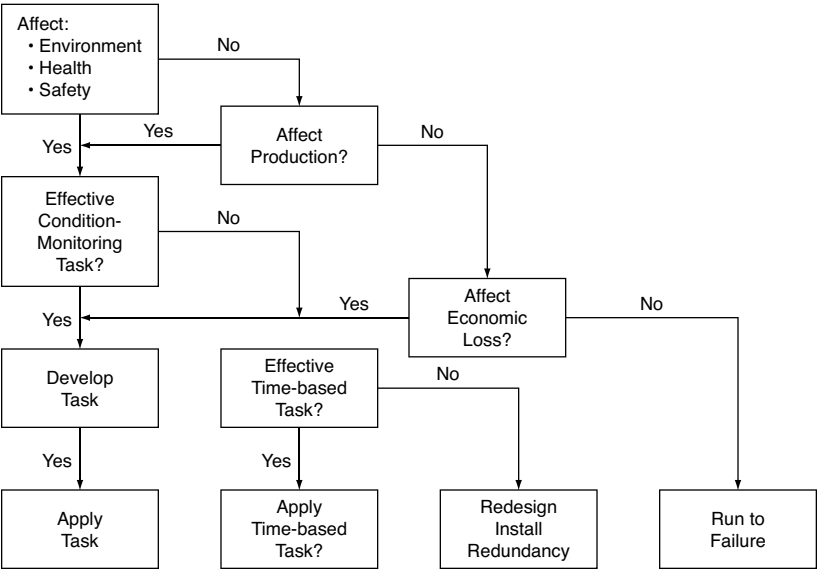 Affect:
• Environment
• Health
• Safety
No
Yes
Yes
Affect
Production?
No
Effective
Condition-
Monitoring
Task?
No
Yes
Yes
Affect
Economic
Loss?
No
Develop
Task
Effective
Time-based
Task?
No
Yes
Yes
Apply
Task
Apply
Time-based
Task?
Redesign
Install
Redundancy
Run to
Failure